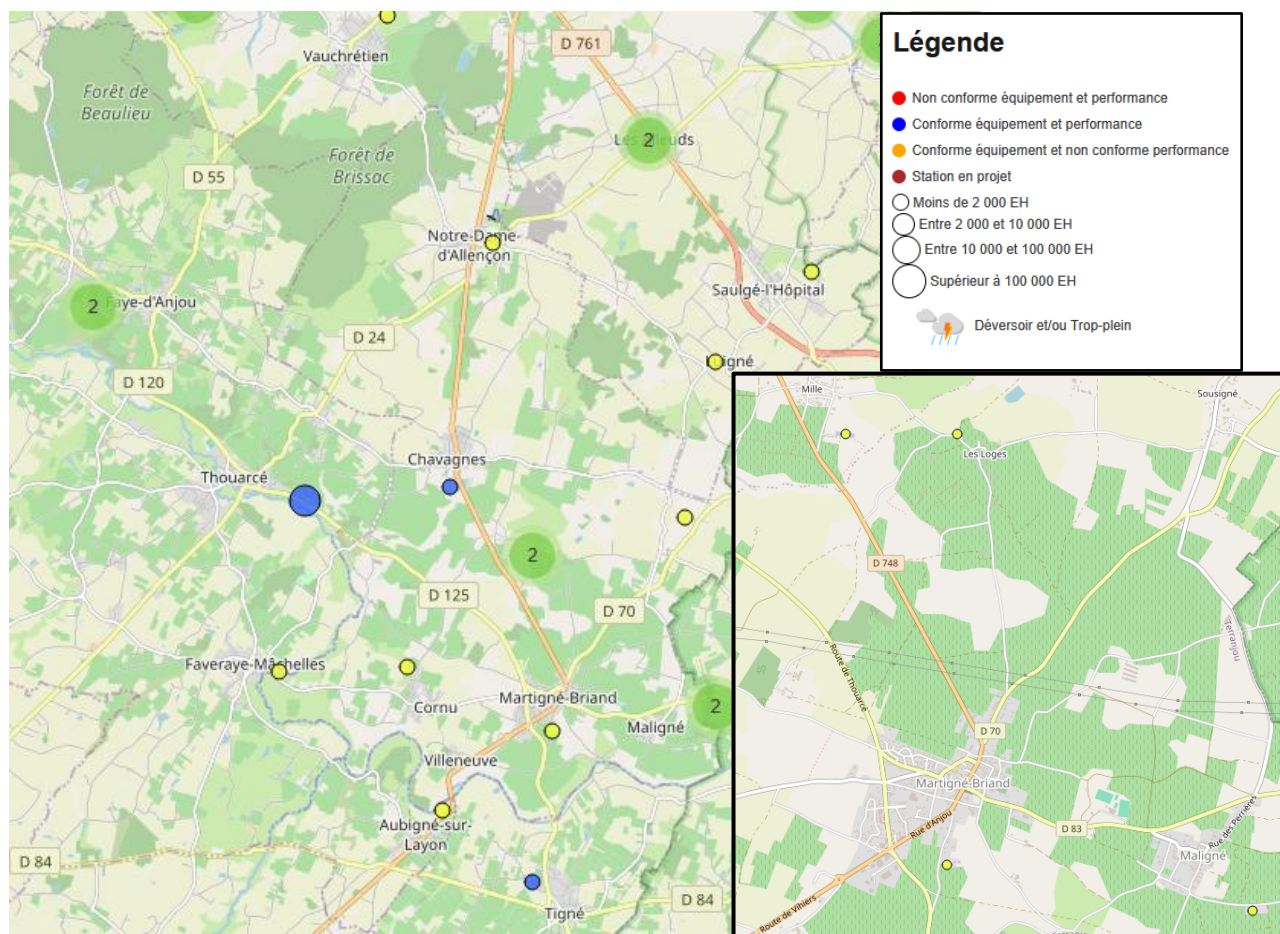 Vauchrétien
D 761
Forêt de
Beaulieu
Forêt de
Brissac
D 55
2
Notre-Dame-
d'Allençon
Saulgé-l'Hôpital
2
Faye-d'Anjou
D 24
D 120
Chavagnes
Thouarcé
2
D 125
D 70
Faveraye-Mâchelles
Cornu
Martigné-Briand
2
Maligné
Villeneuve
Aubigné-sur-
Layon
D 84
Tigné
D 84
Légende
Non conforme équipement et performance
Conforme équipement et performance
Conforme équipement et non conforme performance
Station en projet
Moins de 2 000 EH
Entre 2 000 et 10 000 EH
Entre 10 000 et 100 000 EH
Supérieur à 100 000 EH
Déversoir et/ou Trop-plein
Mille
Sousigné
Les Loges
D 748
Terranjou
Route de Thouarcé
D 70
Martigné-Briand
Rue d'Anjou
D 83
Rue des Perrières
Maligné
Route de Vihiers